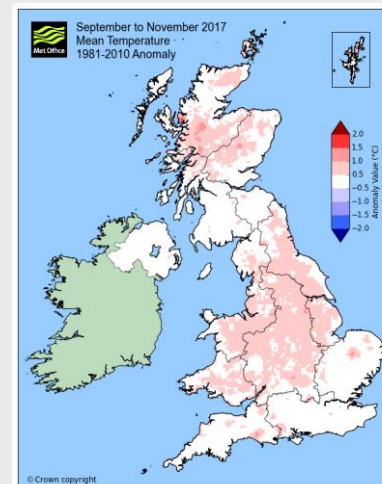 Met Office
September to November 2017
Mean Temperature
1981-2010 Anomaly
2.0
1.5
1.0
0.5
−0.5
−1.0
−1.5
−2.0
Anomaly Value (°C)
© Crown copyright